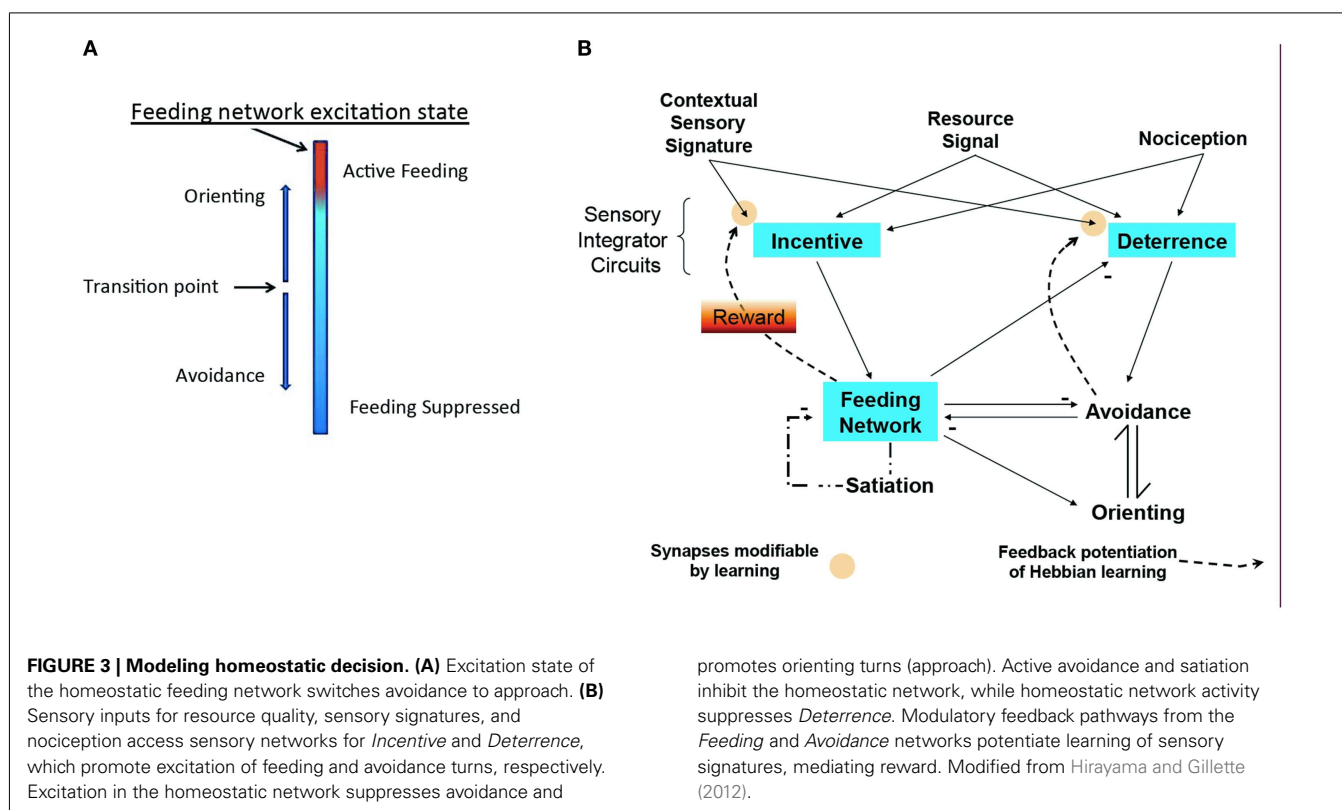 A
Feeding network excitation state
Active Feeding
Orienting
Transition point
Avoidance
Feeding Suppressed
B
Contextual
Sensory
Signature
Resource
Signal
Nociception
Sensory
Integrator
Circuits
Incentive
Deterrence
-
Reward
Feeding
Network
-
-
-
Avoidance
Satiation
Orienting
Synapses modifiable
by learning
Feedback potentiation
of Hebbian learning
FIGURE 3 | Modeling homeostatic decision. (A) Excitation state of
the homeostatic feeding network switches avoidance to approach. (B)
Sensory inputs for resource quality, sensory signatures, and
nociception access sensory networks for Incentive and Deterrence,
which promote excitation of feeding and avoidance turns, respectively.
Excitation in the homeostatic network suppresses avoidance and
promotes orienting turns (approach). Active avoidance and satiation
inhibit the homeostatic network, while homeostatic network activity
suppresses Deterrence. Modulatory feedback pathways from the
Feeding and Avoidance networks potentiate learning of sensory
signatures, mediating reward. Modified from Hirayama and Gillette
(2012).